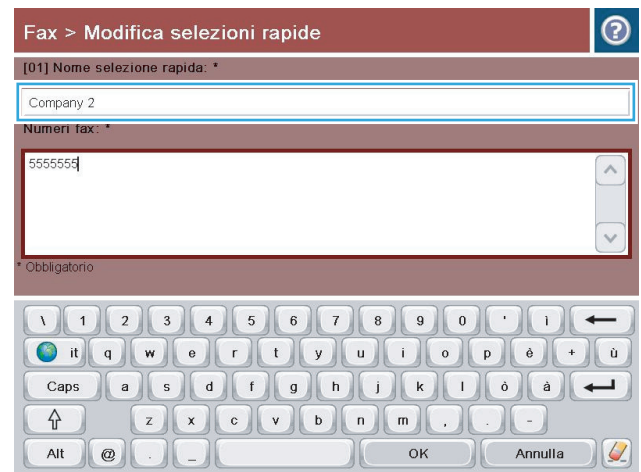 Fax > Modifica selezioni rapide
?
[01] Nome selezione rapida: *
Company 2
Numeri fax: *
5555555
* Obbligatorio
\ 1 2 3 4 5 6 7 8 9 0 ' ì
it q w e r t y u i o p è + ù
Caps a s d f g h j k l ò à
z x c v b n m , . -
Alt @ . _ OK Annulla